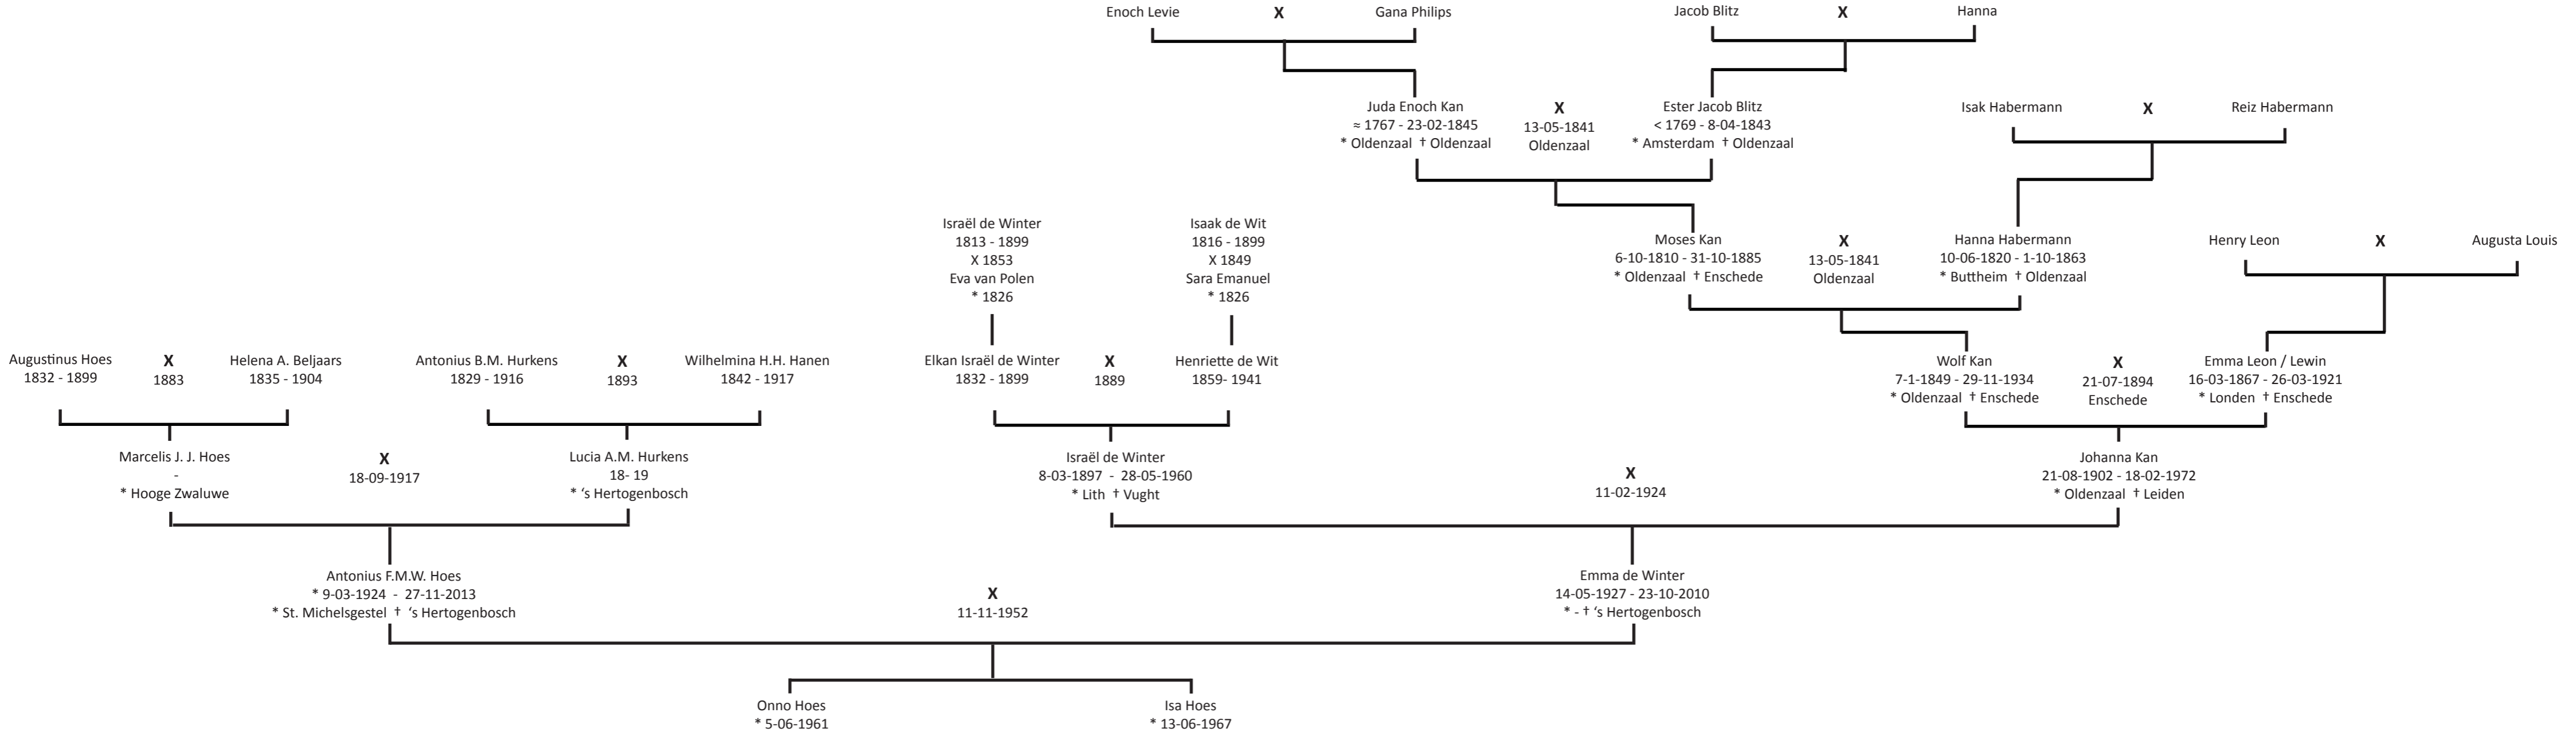 Enoch Levie X Gana Philips
Jacob Blitz X Hanna
Juda Enoch Kan
≈ 1767 - 23-02-1845
* Oldenzaal † Oldenzaal
X
13-05-1841
Oldenzaal
Ester Jacob Blitz
< 1769 - 8-04-1843
* Amsterdam † Oldenzaal
Isak Habermann X Reiz Habermann
Israël de Winter
1813 - 1899
X 1853
Eva van Polen
* 1826
Isaak de Wit
1816 - 1899
X 1849
Sara Emanuel
* 1826
Moses Kan
6-10-1810 - 31-10-1885
* Oldenzaal † Enschede
X
13-05-1841
Oldenzaal
Hanna Habermann
10-06-1820 - 1-10-1863
* Buttheim † Oldenzaal
Henry Leon X Augusta Louis
Augustinus Hoes
1832 - 1899
X
1883
Helena A. Beljaars
1835 - 1904
Antonius B.M. Hurkens
1829 - 1916
X
1893
Wilhelmina H.H. Hanen
1842 - 1917
Elkan Israël de Winter
1832 - 1899
X
1889
Henriette de Wit
1859- 1941
Wolf Kan
7-1-1849 - 29-11-1934
* Oldenzaal † Enschede
X
21-07-1894
Enschede
Emma Leon / Lewin
16-03-1867 - 26-03-1921
* Londen † Enschede
Marcelis J. J. Hoes
-
* Hooge Zwaluwe
X
18-09-1917
Lucia A.M. Hurkens
18- 19
* ‘s Hertogenbosch
Israël de Winter
8-03-1897 - 28-05-1960
* Lith † Vught
X
11-02-1924
Johanna Kan
21-08-1902 - 18-02-1972
* Oldenzaal † Leiden
Antonius F.M.W. Hoes
* 9-03-1924 - 27-11-2013
* St. Michelsgestel † ‘s Hertogenbosch
X
11-11-1952
Emma de Winter
14-05-1927 - 23-10-2010
* - † ‘s Hertogenbosch
Onno Hoes
* 5-06-1961
Isa Hoes
* 13-06-1967